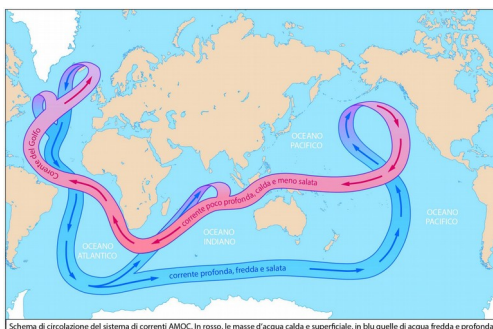 OCEANO
PACIFICO
Corrente del Golfo
corrente poco profonda, calda e meno salata
OCEANO
INDIANO
OCEANO
PACIFICO
OCEANO
ATLANTICO
corrente profonda, fredda e salata
Schema di circolazione del sistema di correnti AMOC. In rosso, le masse d'acqua calda e superficiale, in blu quelle di acqua fredda e profonda